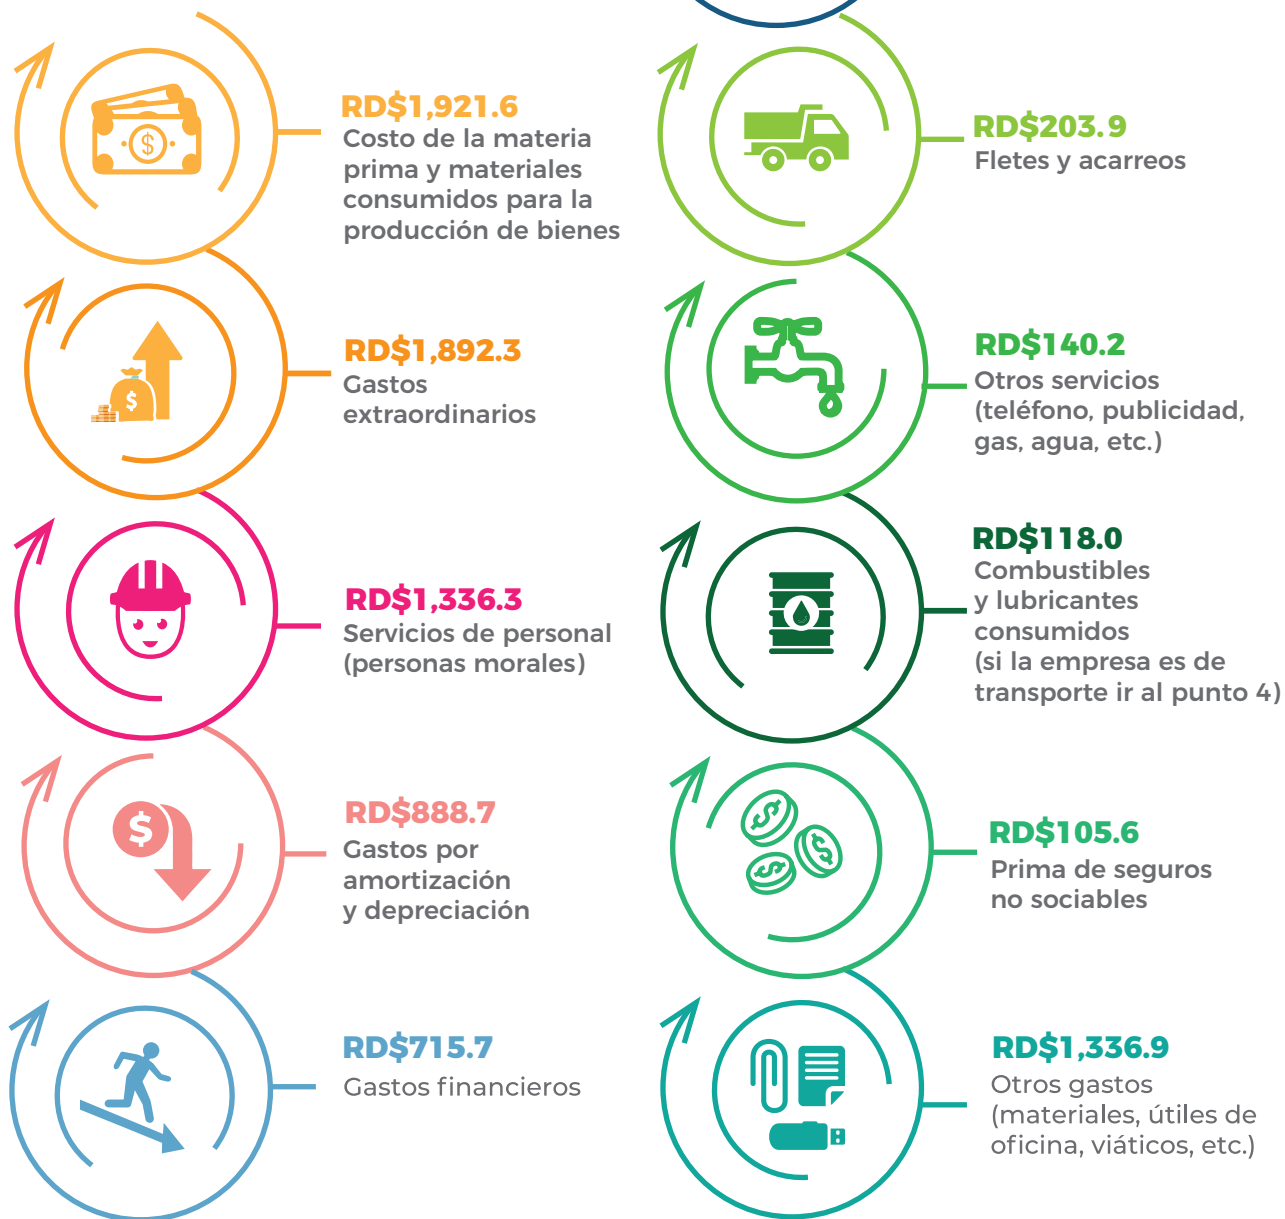 RD$1,921.6
Costo de la materia
prima y materiales
consumidos para la
producción de bienes
RD$1,892.3
Gastos
extraordinarios
RD$1,336.3
Servicios de personal
(personas morales)
RD$888.7
Gastos por
amortización
y depreciación
RD$715.7
Gastos financieros
RD$203.9
Fletes y acarreos
RD$140.2
Otros servicios
(teléfono, publicidad,
gas, agua, etc.)
RD$118.0
Combustibles
y lubricantes
consumidos
(si la empresa es de
transporte ir al punto 4)
RD$105.6
Prima de seguros
no sociables
RD$1,336.9
Otros gastos
(materiales, útiles de
oficina, viáticos, etc.)